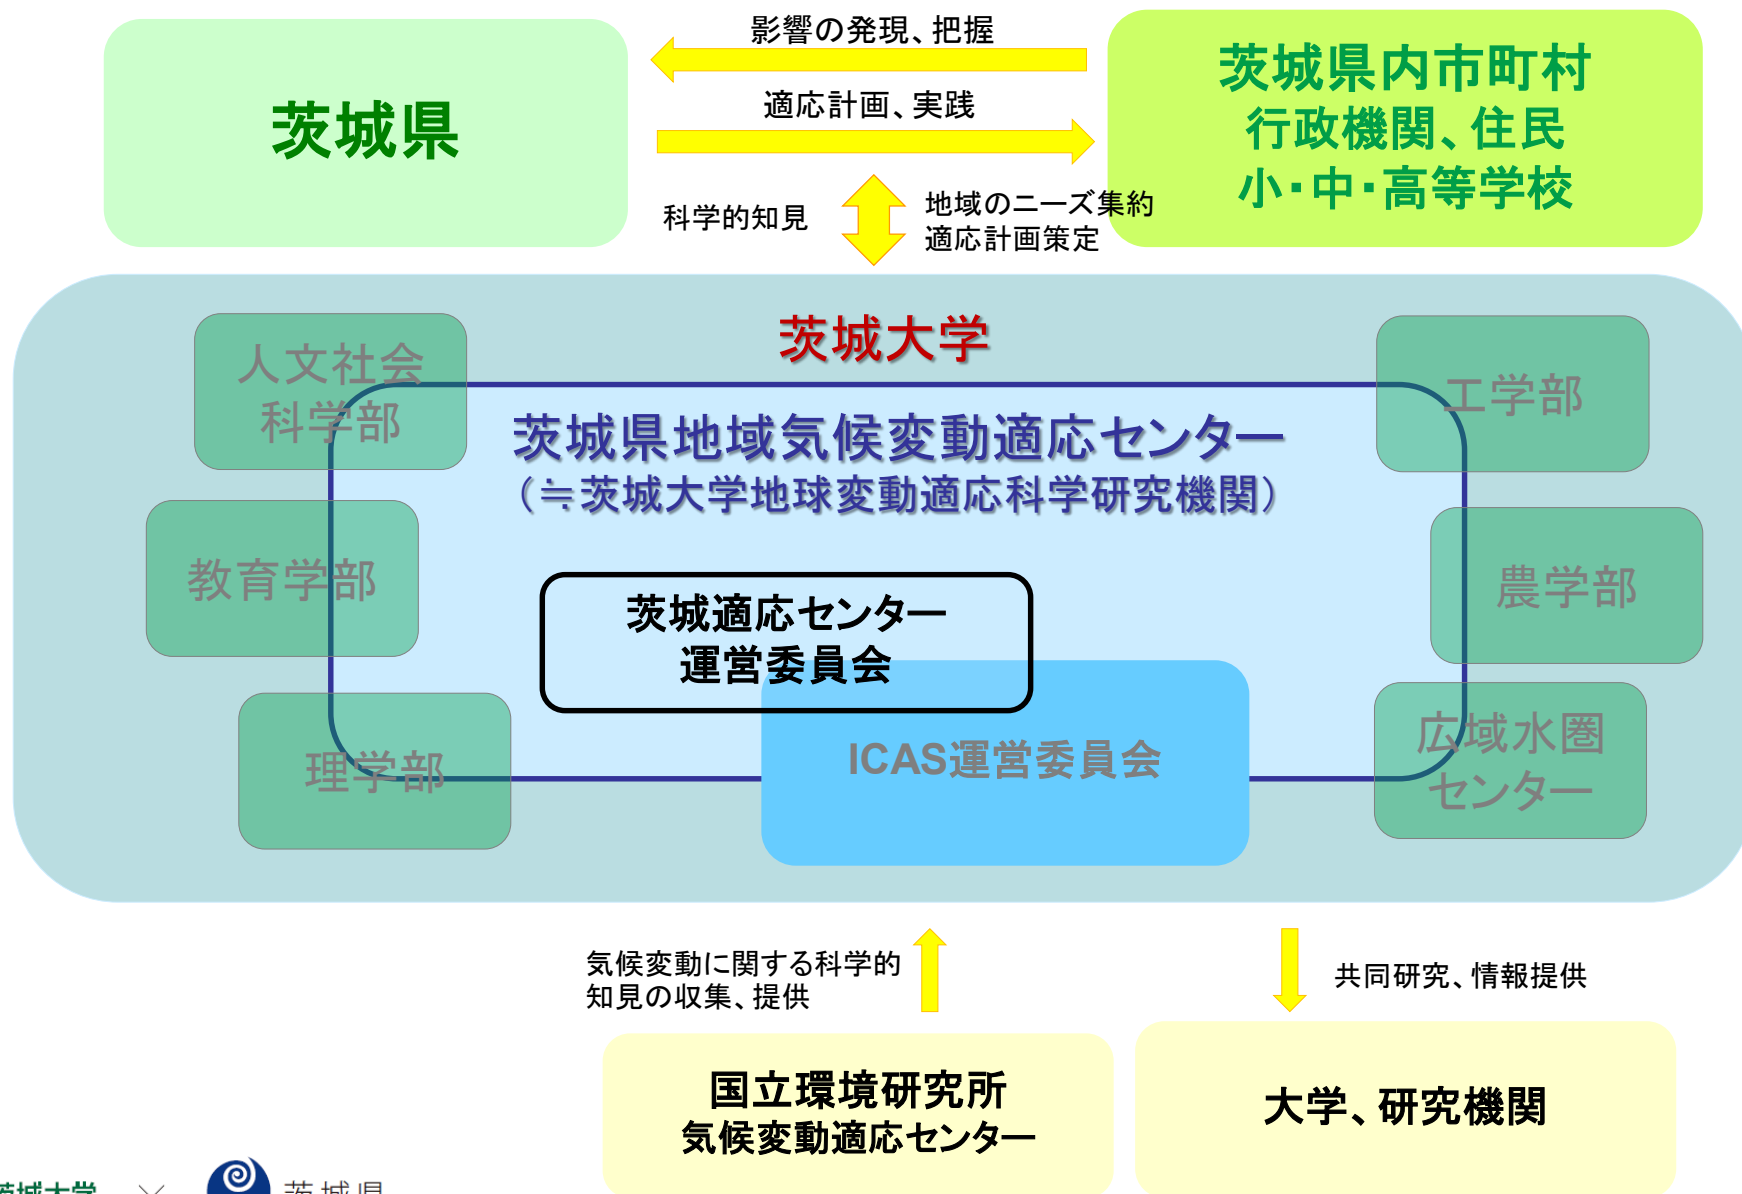 影響の発現、把握
茨城県
適応計画、実践
茨城県内市町村
行政機関、住民
小・中・高等学校
科学的知見
地域のニーズ集約
適応計画策定
茨城大学
人文社会
科学部
工学部
茨城県地域気候変動適応センター
（≒茨城大学地球変動適応科学研究機関）
教育学部
農学部
茨城適応センター
運営委員会
理学部
ICAS運営委員会
広域水圏
センター
気候変動に関する科学的
知見の収集、提供
共同研究、情報提供
国立環境研究所
気候変動適応センター
大学、研究機関
茨城大学 × 茨城県